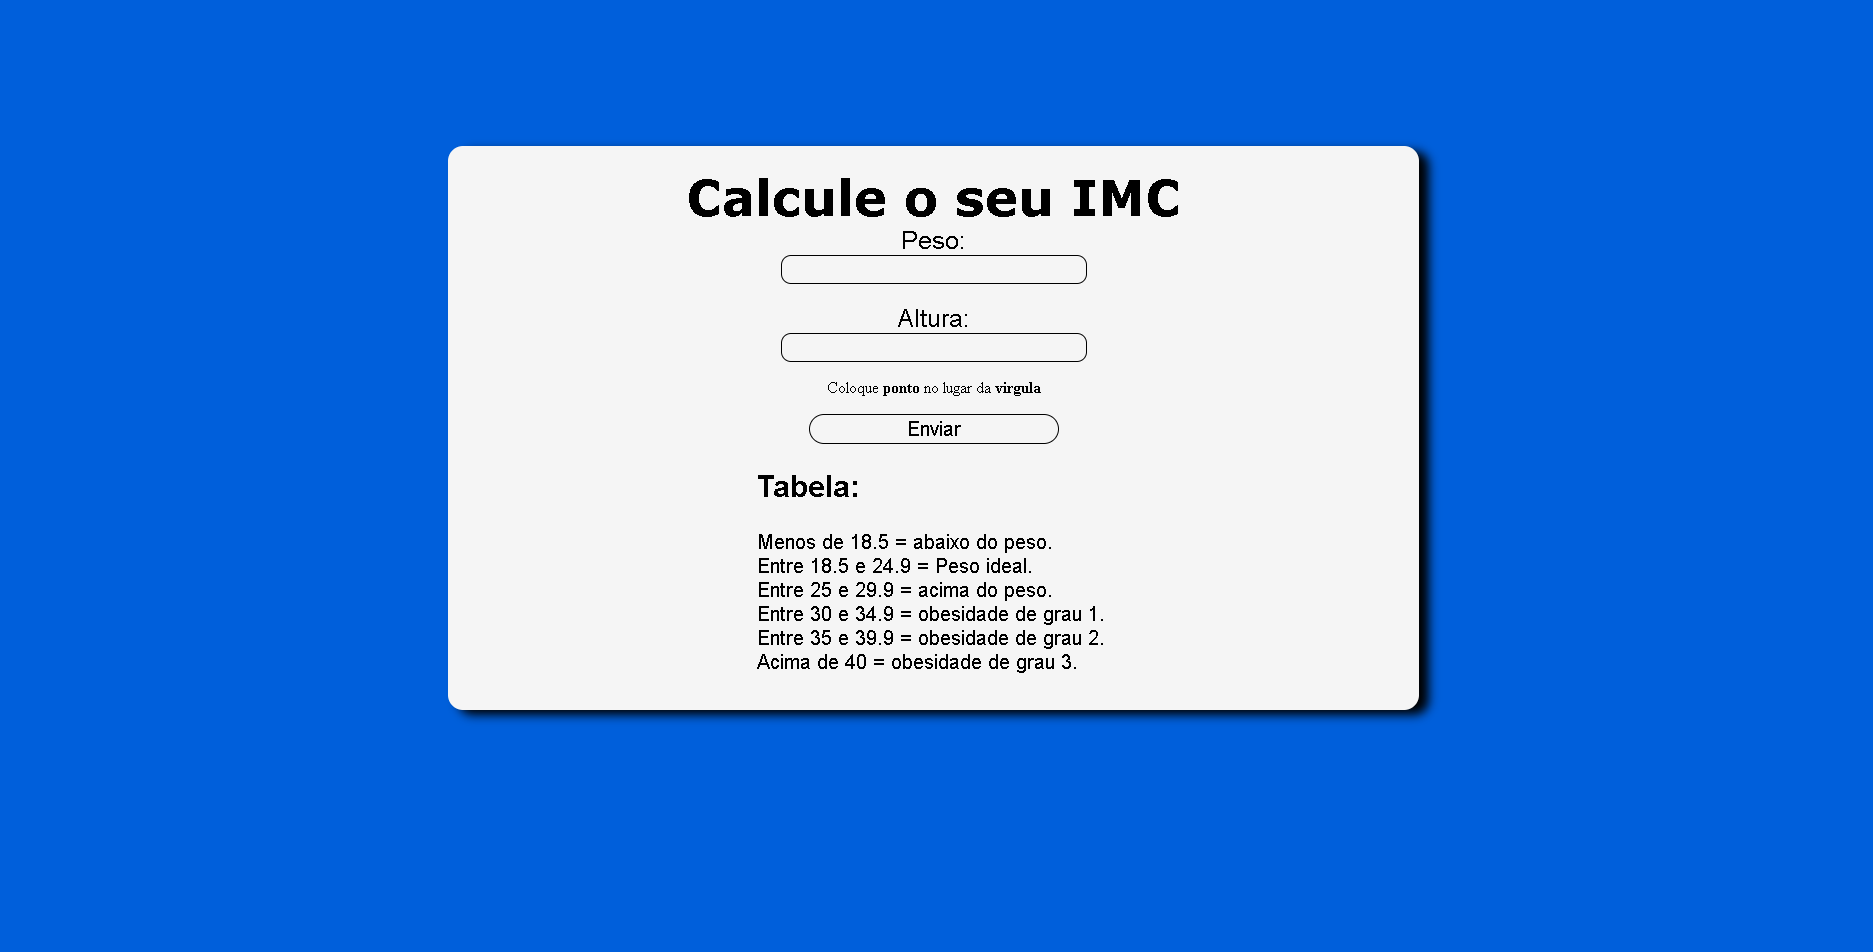 Calcule o seu IMC
Peso:
Altura:
Coloque ponto no lugar da virgula
Enviar
Tabela:
Menos de 18.5 = abaixo do peso.
Entre 18.5 e 24.9 = Peso ideal.
Entre 25 e 29.9 = acima do peso.
Entre 30 e 34.9 = obesidade de grau 1.
Entre 35 e 39.9 = obesidade de grau 2.
Acima de 40 = obesidade de grau 3.